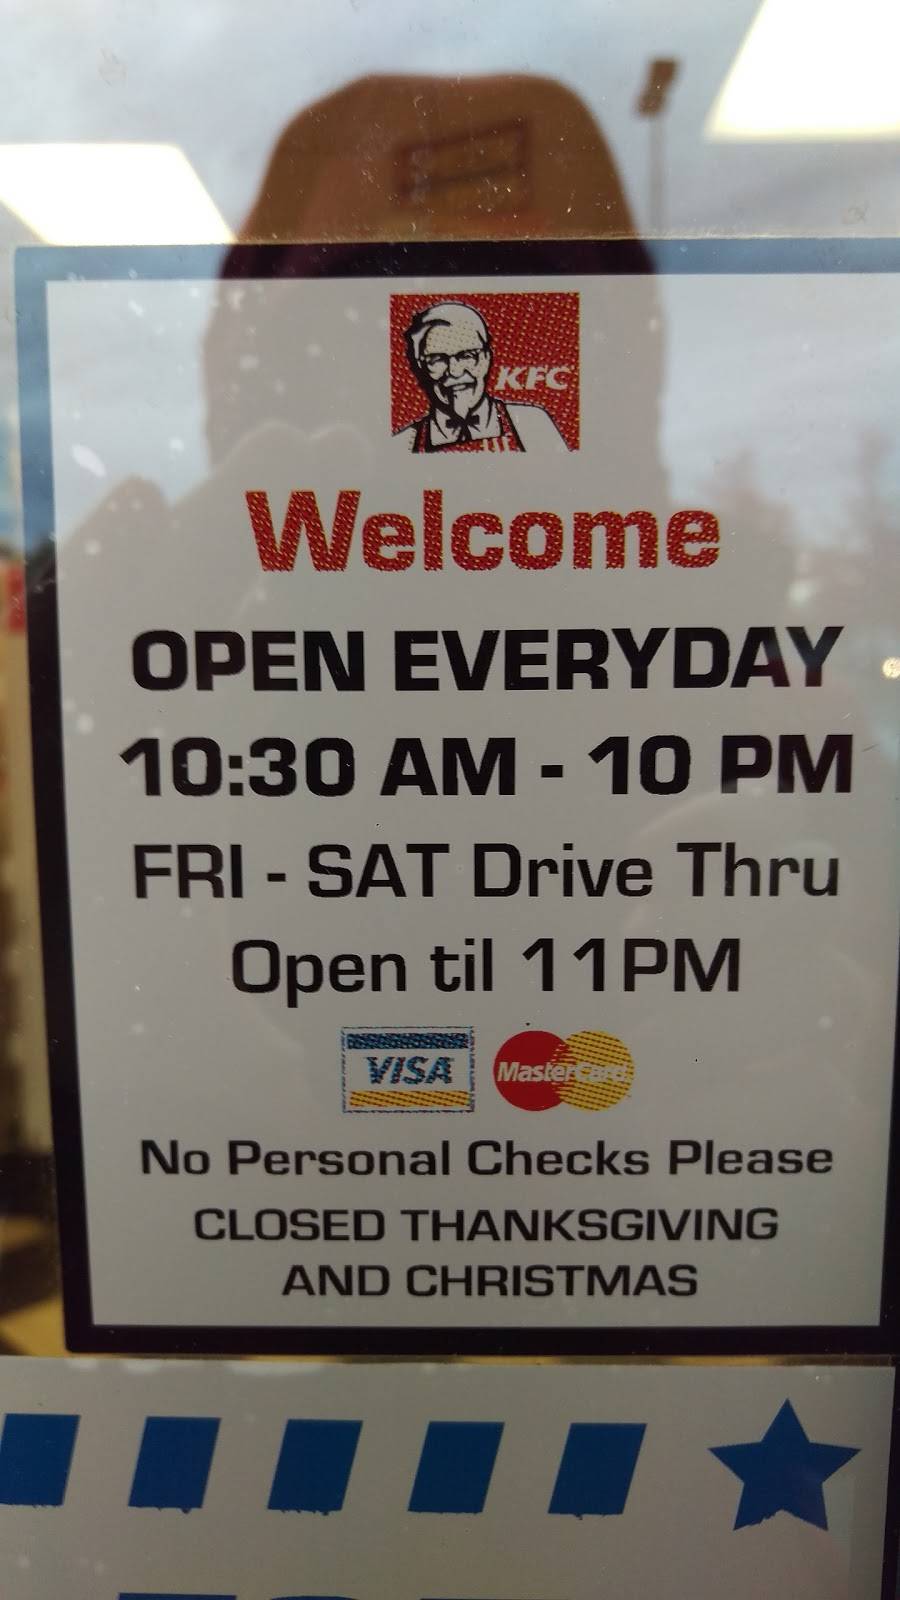 KFC
Welcome
OPEN EVERYDAY
10:30 AM - 10 PM
FRI - SAT Drive Thru
Open til 11PM
VISA MasterCard
No Personal Checks Please
CLOSED THANKSGIVING
AND CHRISTMAS